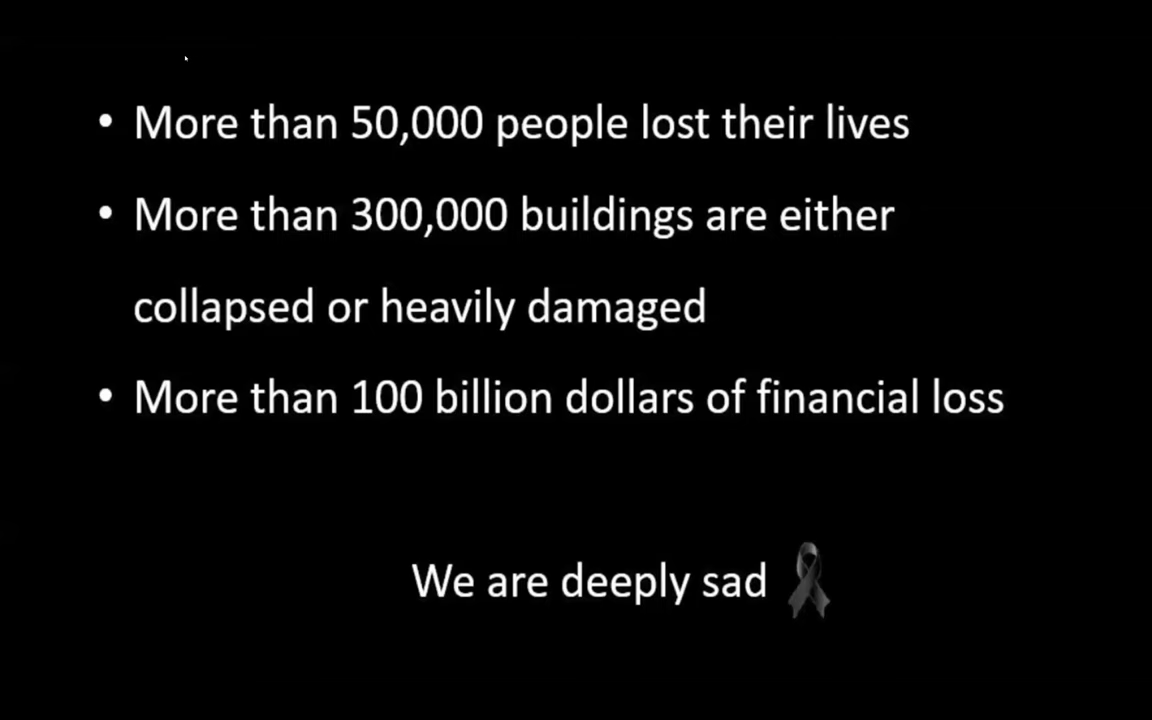 • More than 50,000 people lost their lives
• More than 300,000 buildings are either
collapsed or heavily damaged
• More than 100 billion dollars of financial loss
We are deeply sad